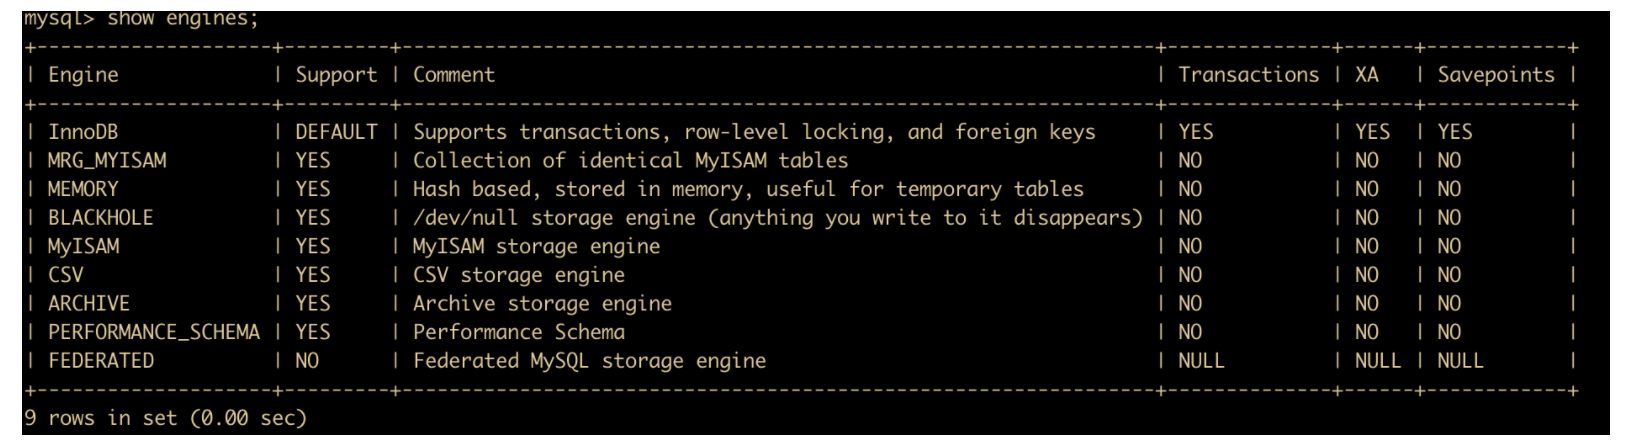 mysql> show engines;
+--------------------+---------+----------------------------------------------------------------+--------------+------+------------+
| Engine             | Support | Comment                                                        | Transactions | XA   | Savepoints |
+--------------------+---------+----------------------------------------------------------------+--------------+------+------------+
| InnoDB             | DEFAULT | Supports transactions, row-level locking, and foreign keys     | YES          | YES  | YES        |
| MRG_MYISAM         | YES     | Collection of identical MyISAM tables                          | NO           | NO   | NO         |
| MEMORY             | YES     | Hash based, stored in memory, useful for temporary tables      | NO           | NO   | NO         |
| BLACKHOLE          | YES     | /dev/null storage engine (anything you write to it disappears) | NO           | NO   | NO         |
| MyISAM             | YES     | MyISAM storage engine                                          | NO           | NO   | NO         |
| CSV                | YES     | CSV storage engine                                             | NO           | NO   | NO         |
| ARCHIVE            | YES     | Archive storage engine                                         | NO           | NO   | NO         |
| PERFORMANCE_SCHEMA | YES     | Performance Schema                                             | NO           | NO   | NO         |
| FEDERATED          | NO      | Federated MySQL storage engine                                 | NULL         | NULL | NULL       |
+--------------------+---------+----------------------------------------------------------------+--------------+------+------------+
9 rows in set (0.00 sec)